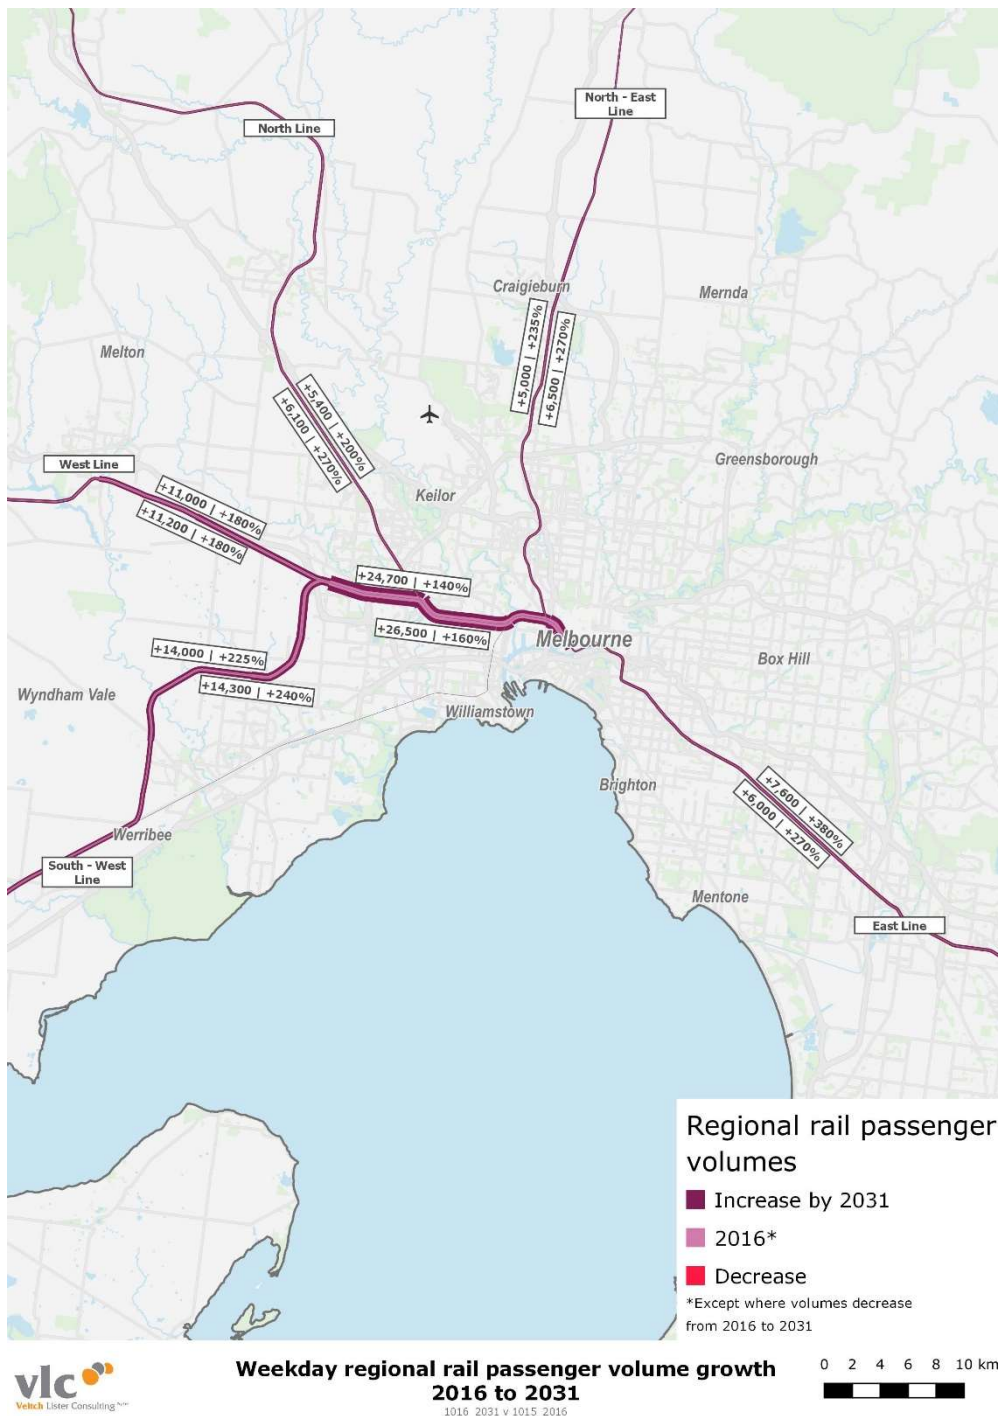 North Line
North - East
Line
Craigieburn
Mernda
Melton
+5,000 | +235%
+6,500 | +270%
+5,400 | +200%
+6,100 | +270%
West Line
Greensborough
Keilor
+11,000 | +180%
+11,200 | +180%
+24,700 | +140%
+26,500 | +160%
Melbourne
Box Hill
+14,000 | +225%
+14,300 | +240%
Wyndham Vale
Williamstown
Brighton
+7,600 | +380%
+6,000 | +270%
Werribee
South - West
Line
Mentone
East Line
Regional rail passenger
volumes
Increase by 2031
2016*
Decrease
*Except where volumes decrease
from 2016 to 2031
vlc
Veitch Lister Consulting
Weekday regional rail passenger volume growth
2016 to 2031
1016_2031 v 1015_2016
0 2 4 6 8 10 km